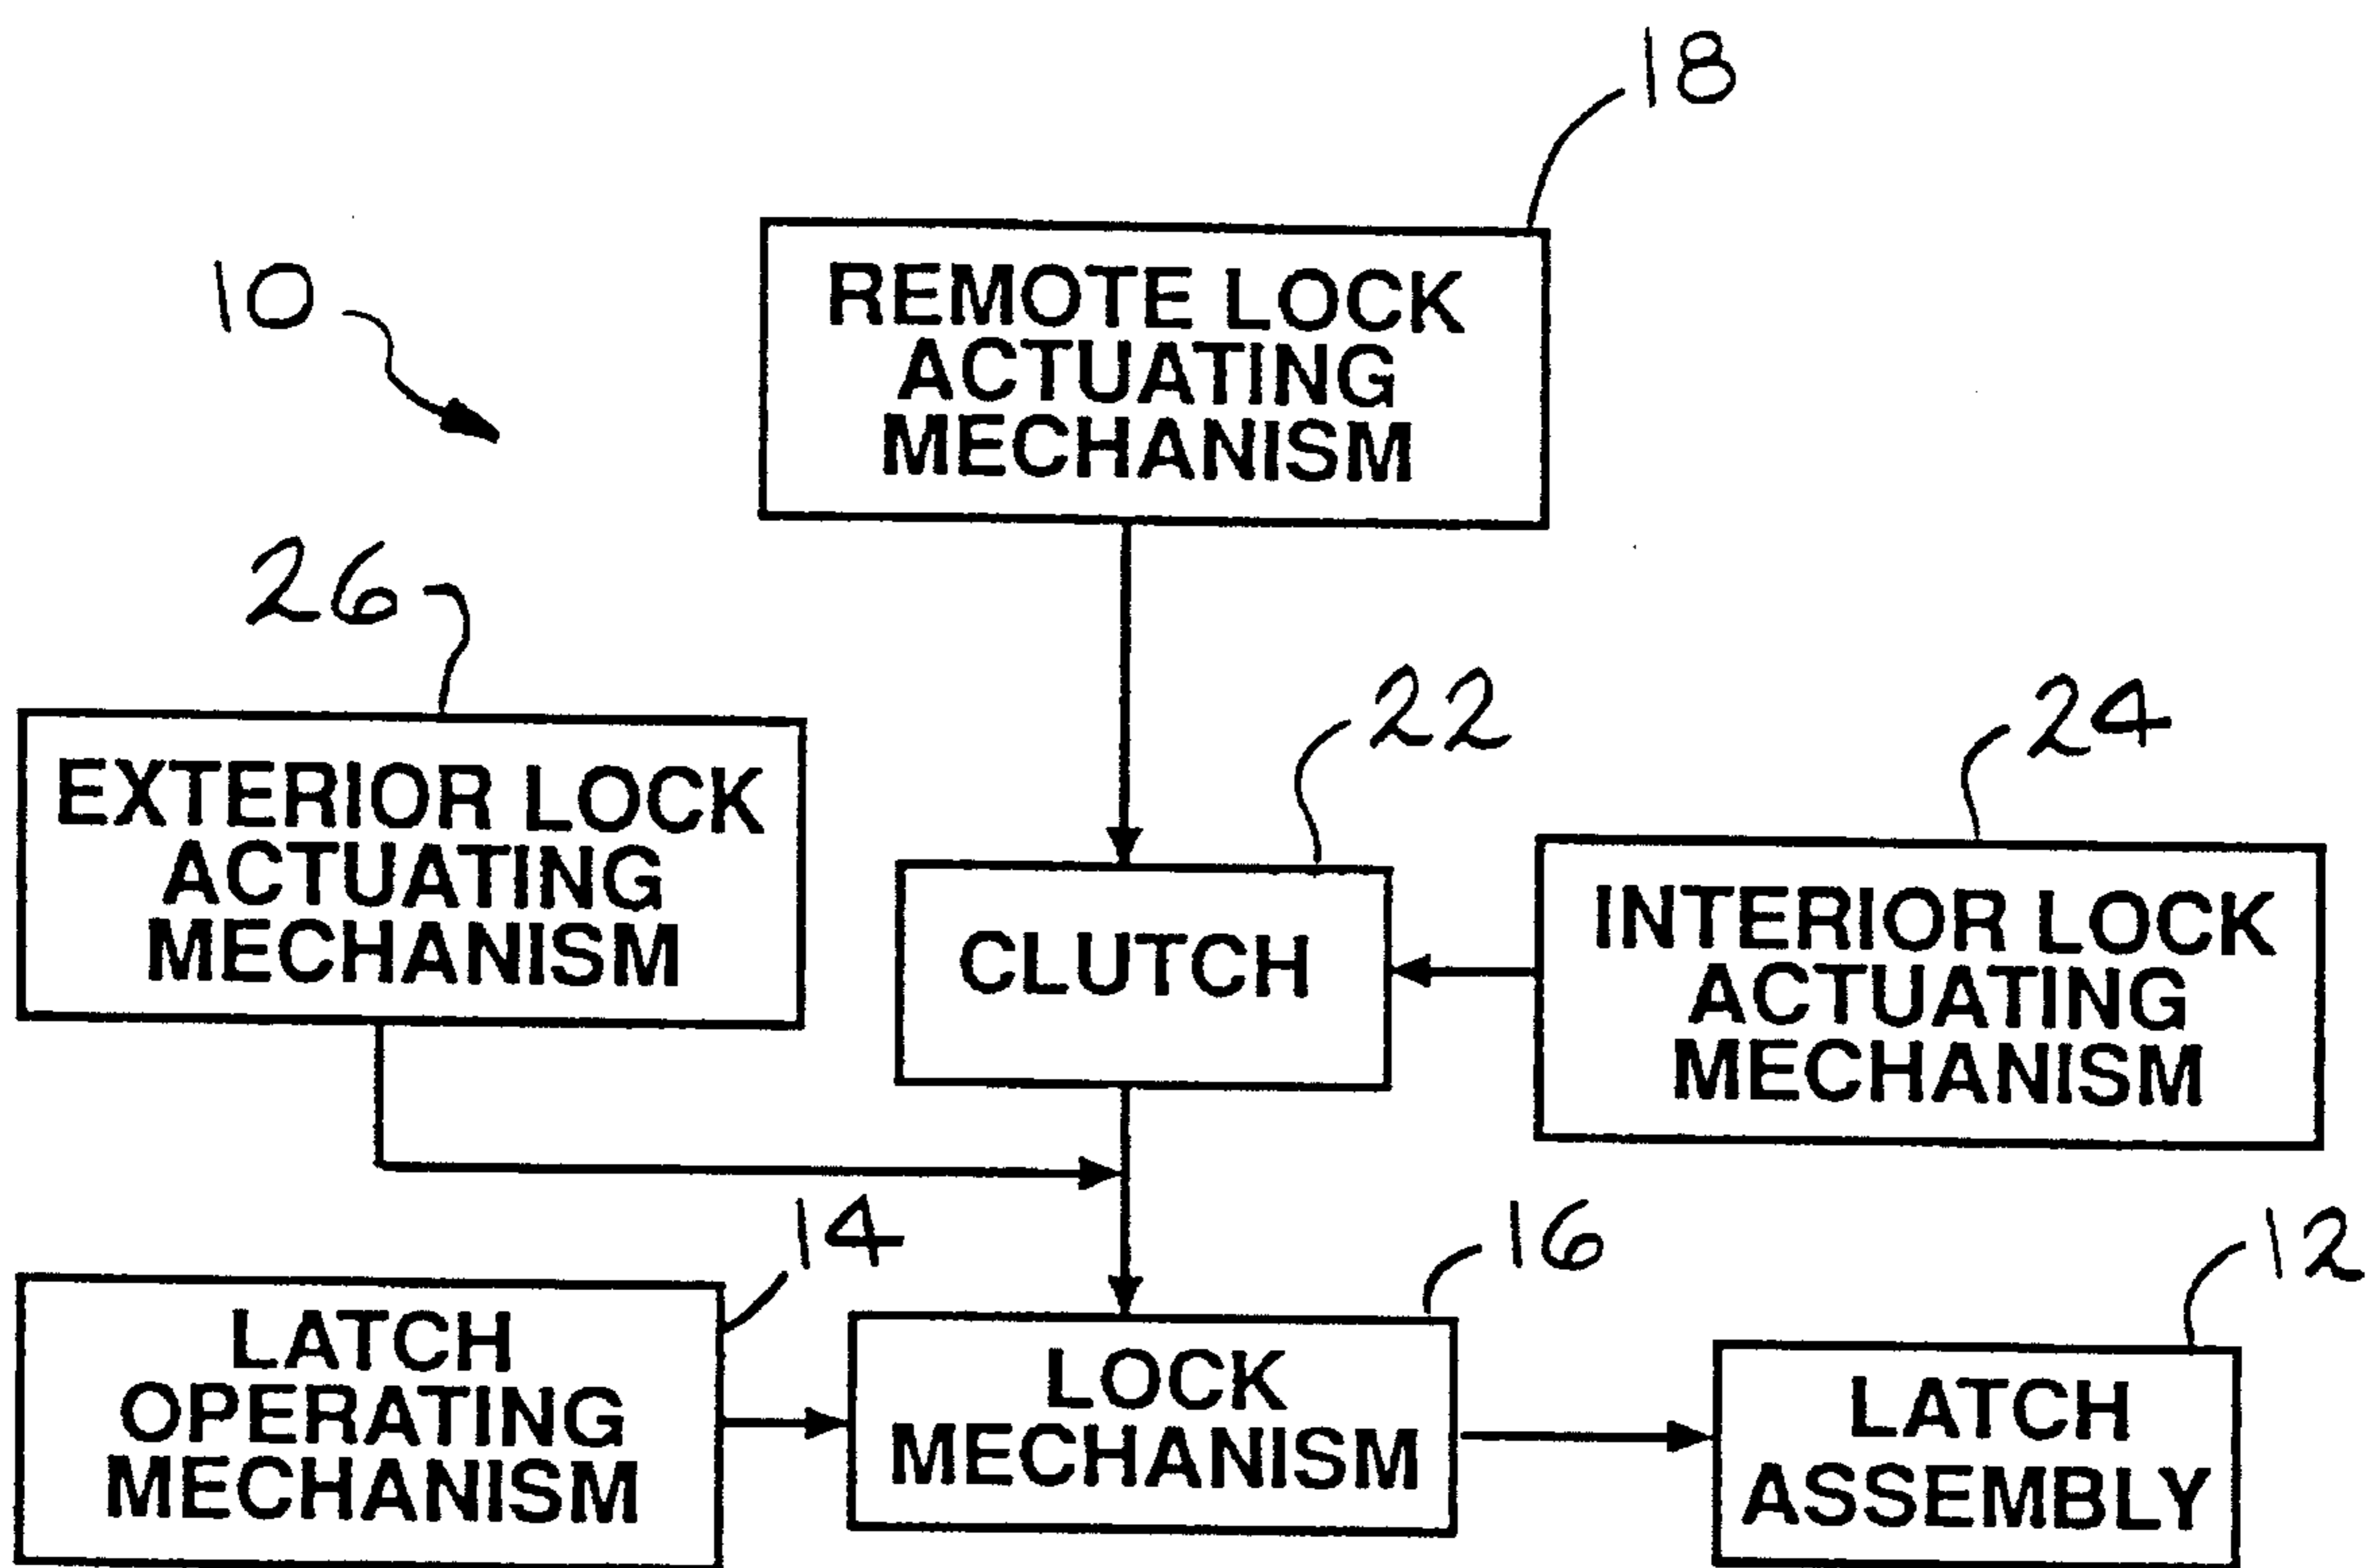 18
REMOTE LOCK
ACTUATING
MECHANISM
10
26
EXTERIOR LOCK
ACTUATING
MECHANISM
22
CLUTCH
24
INTERIOR LOCK
ACTUATING
MECHANISM
14
LATCH
OPERATING
MECHANISM
16
LOCK
MECHANISM
12
LATCH
ASSEMBLY